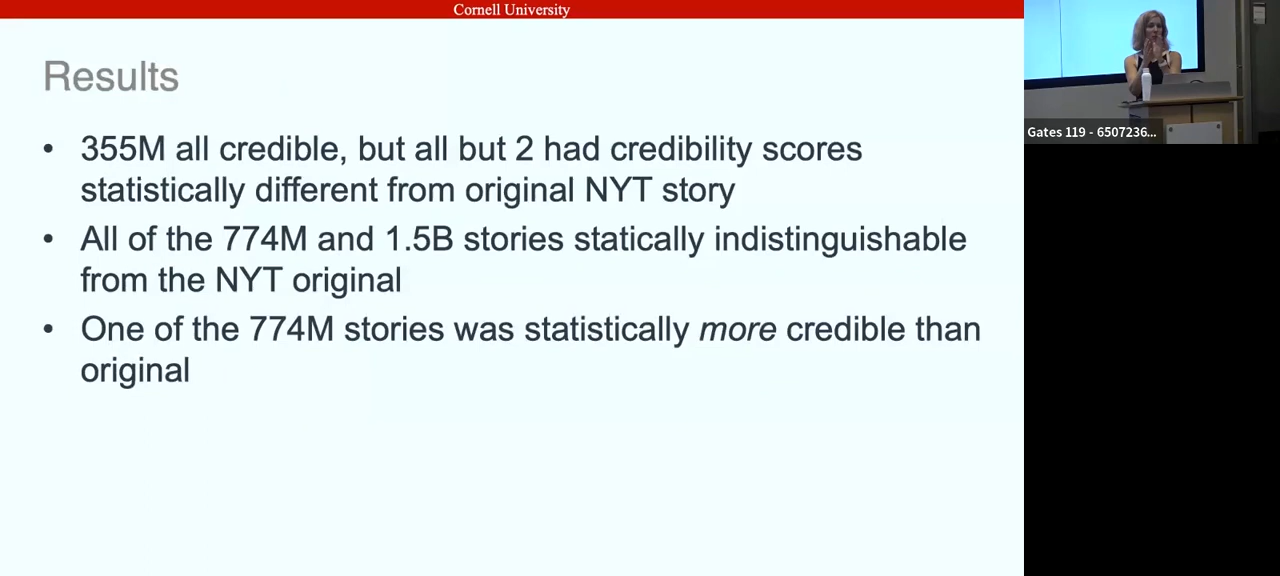 Cornell University
Results
• 355M all credible, but all but 2 had credibility scores
statistically different from original NYT story
• All of the 774M and 1.5B stories statically indistinguishable
from the NYT original
• One of the 774M stories was statistically more credible than
original
Gates 119 - 6507236...